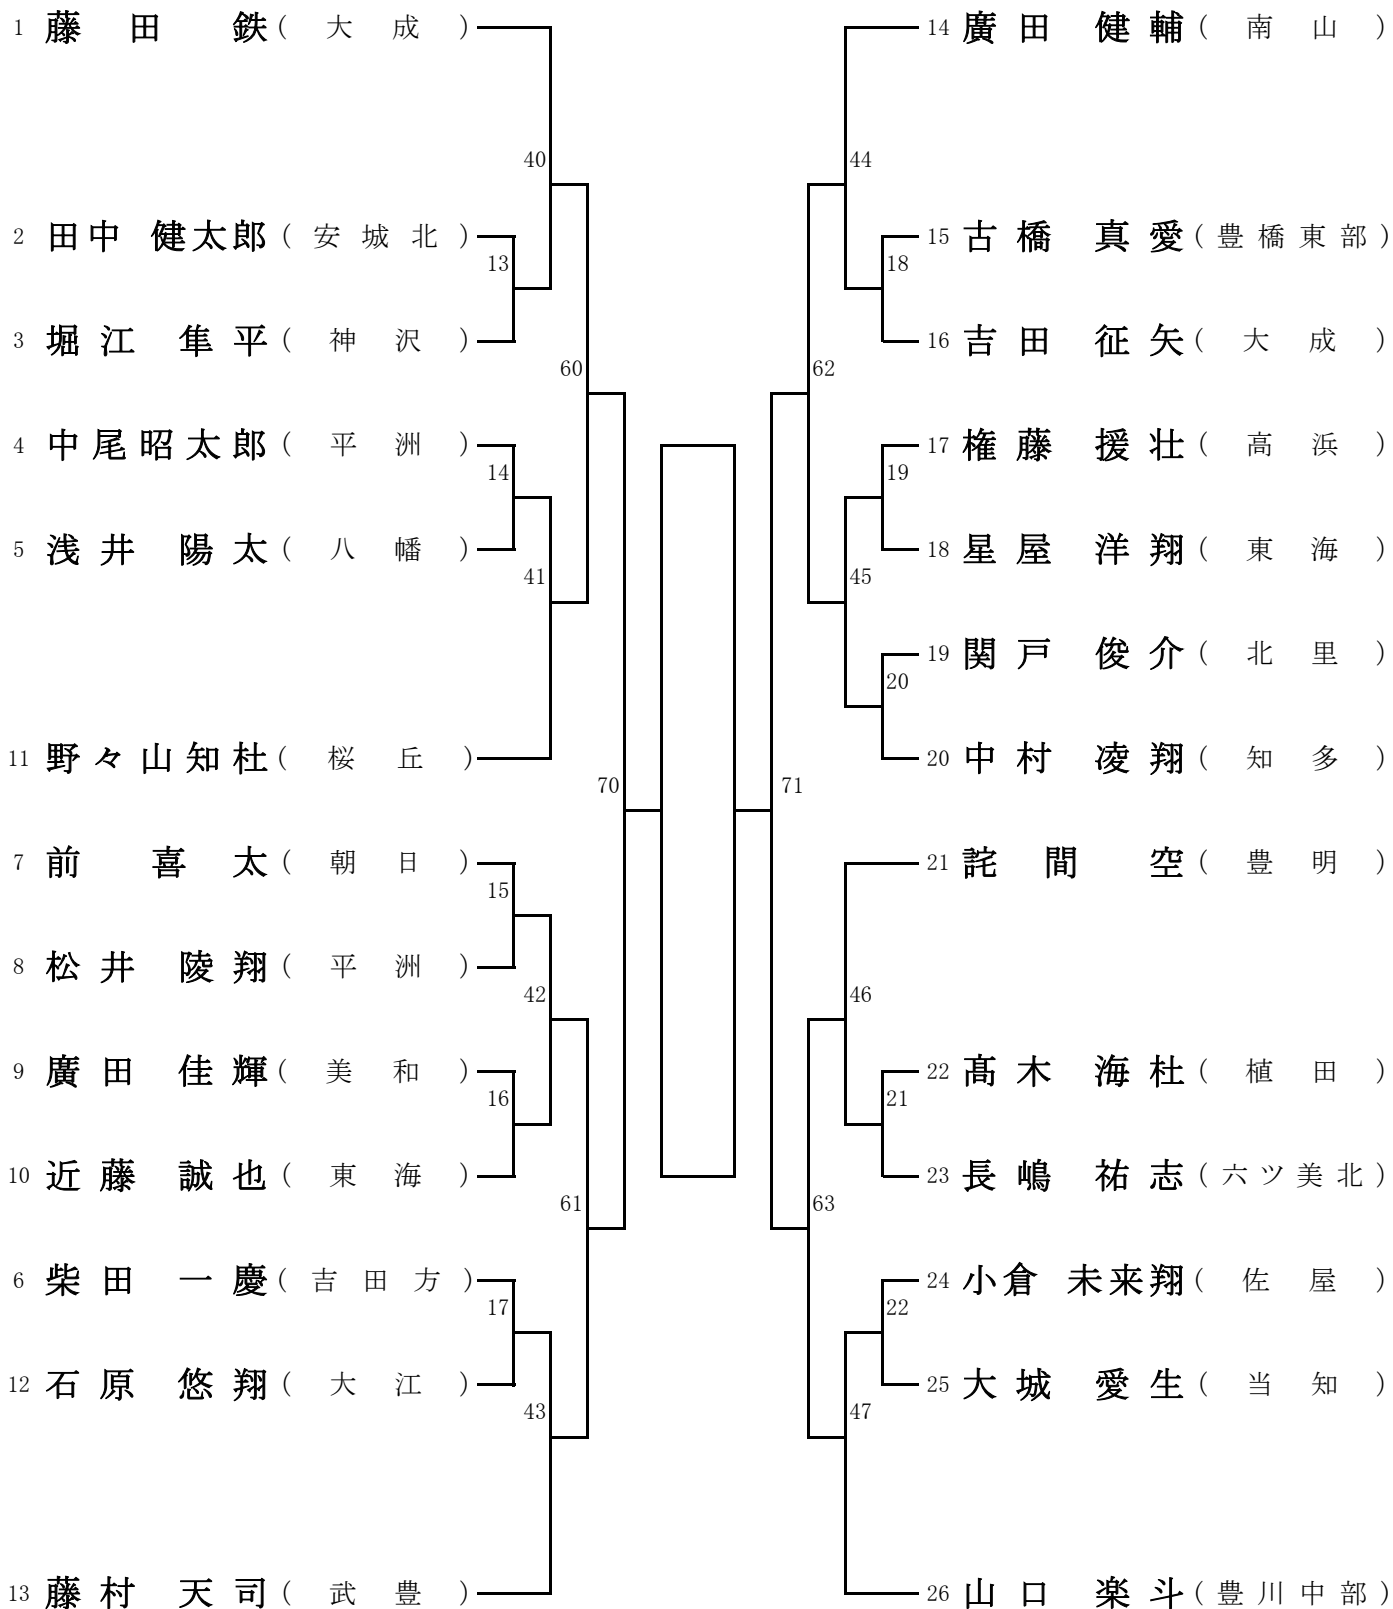 1 藤田 鉄 ( 大成 )
40
2 田中 健太郎 ( 安城北 )
13
3 堀江 隼平 ( 神沢 )
60
4 中尾昭太郎 ( 平洲 )
14
5 浅井 陽太 ( 八幡 )
41
11 野々山知杜 ( 桜丘 )
70
7 前 喜太 ( 朝日 )
15
8 松井 陵翔 ( 平洲 )
42
9 廣田 佳輝 ( 美和 )
16
10 近藤 誠也 ( 東海 )
61
6 柴田 一慶 ( 吉田方 )
17
12 石原 悠翔 ( 大江 )
43
13 藤村 天司 ( 武豊 )
14 廣田 健輔 ( 南山 )
44
15 古橋 真愛 ( 豊橋東部 )
18
16 吉田 征矢 ( 大成 )
62
17 権藤 援壮 ( 高浜 )
19
18 星屋 洋翔 ( 東海 )
45
19 関戸 俊介 ( 北里 )
20
20 中村 凌翔 ( 知多 )
71
21 詫間 空 ( 豊明 )
46
22 髙木 海杜 ( 植田 )
21
23 長嶋 祐志 ( 六ツ美北 )
63
24 小倉 未来翔 ( 佐屋 )
22
25 大城 愛生 ( 当知 )
47
26 山口 楽斗 ( 豊川中部 )